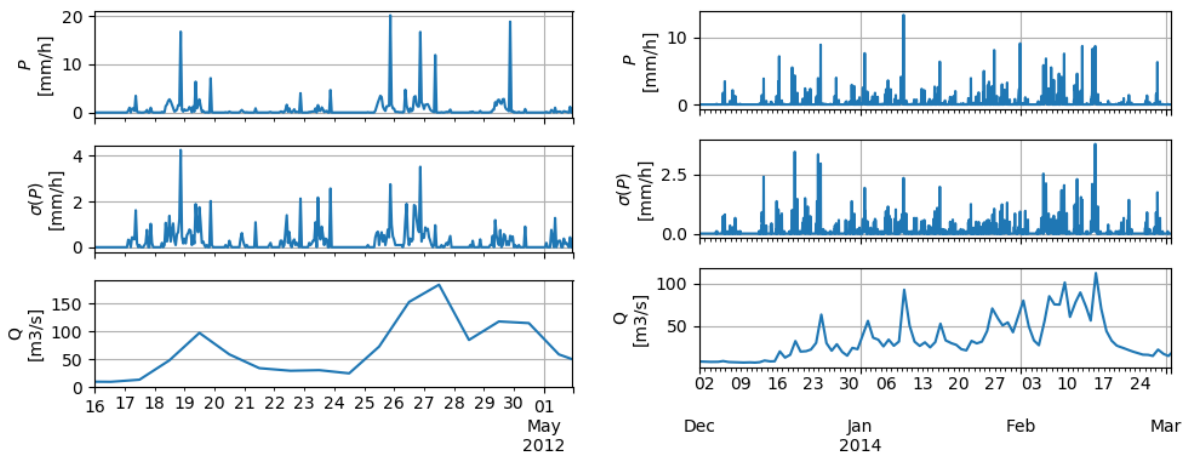 P
[mm/h]
20
10
0
σ(P)
[mm/h]
4
2
0
Q
[m3/s]
150
100
50
0
16 17 18 19 20 21 22 23 24 25 26 27 28 29 30 01
May
2012
P
[mm/h]
10
0
σ(P)
[mm/h]
2.5
0.0
Q
[m3/s]
100
50
02 09 16 23 30 06 13 20 27 03 10 17 24
Dec Jan Feb Mar
2014